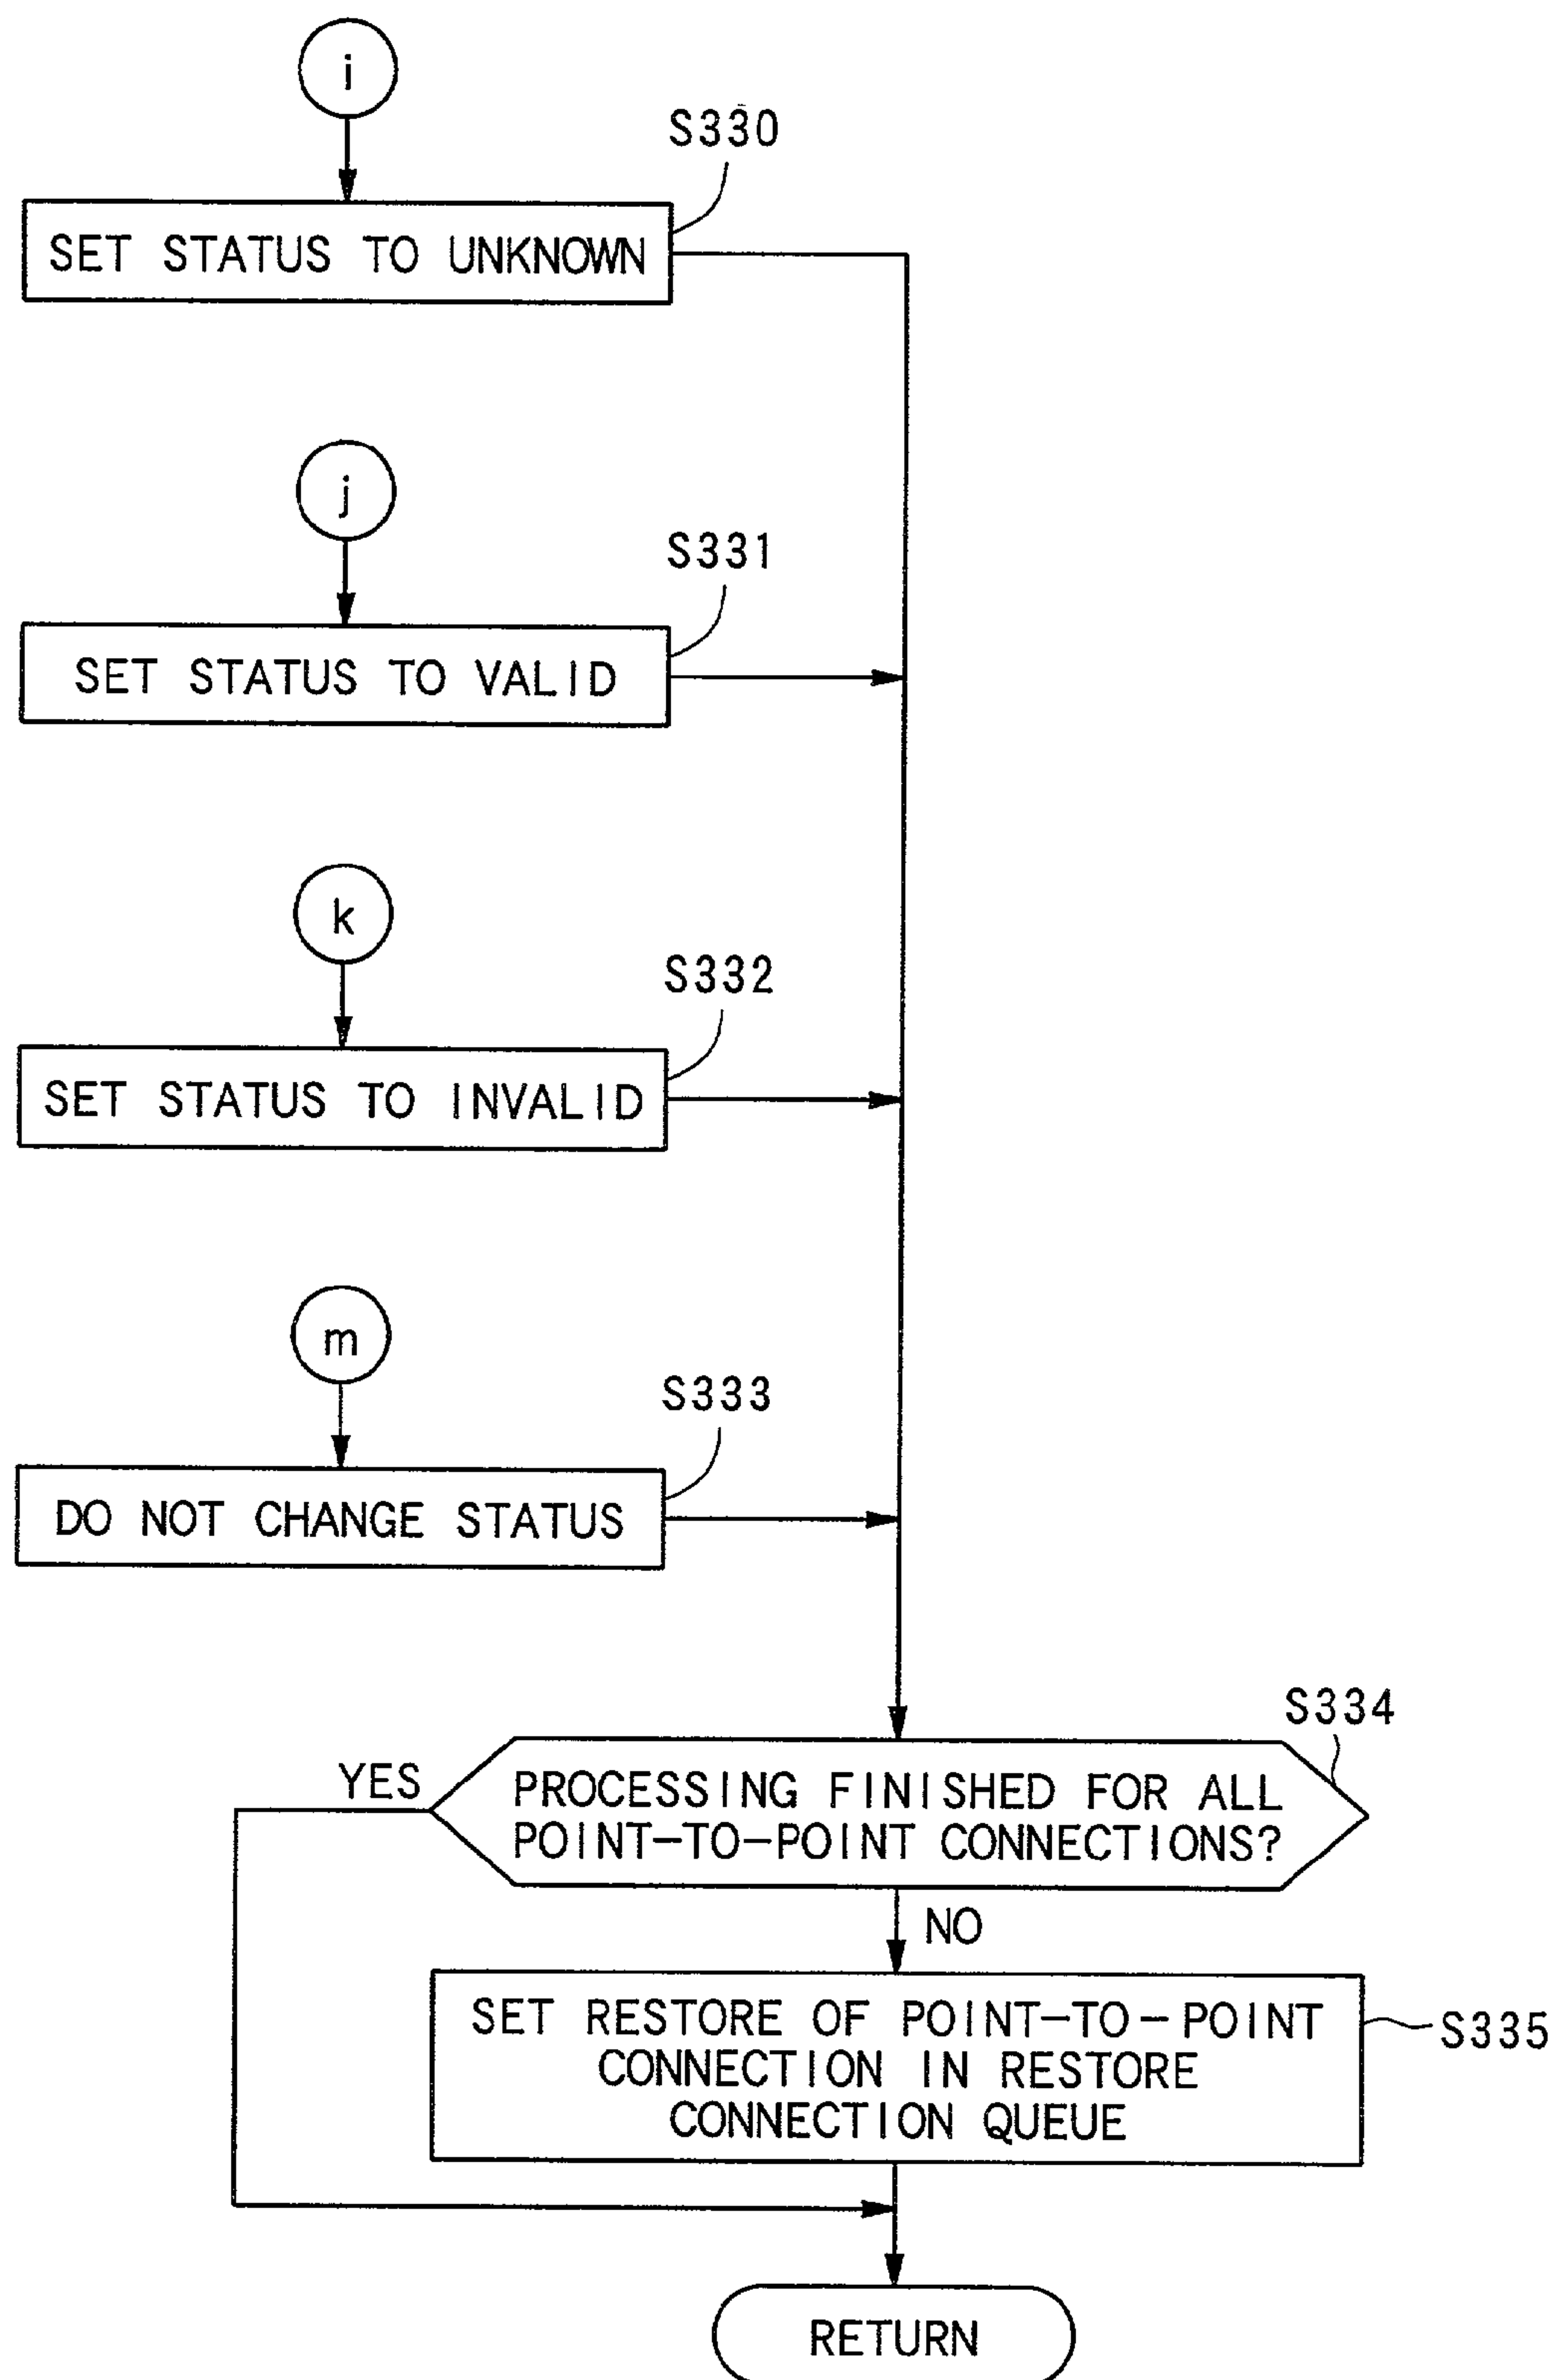 i
S330
SET STATUS TO UNKNOWN
j
S331
SET STATUS TO VALID
k
S332
SET STATUS TO INVALID
m
S333
DO NOT CHANGE STATUS
S334
YES
PROCESSING FINISHED FOR ALL
POINT-TO-POINT CONNECTIONS?
NO
SET RESTORE OF POINT-TO-POINT
CONNECTION IN RESTORE
CONNECTION QUEUE
S335
RETURN